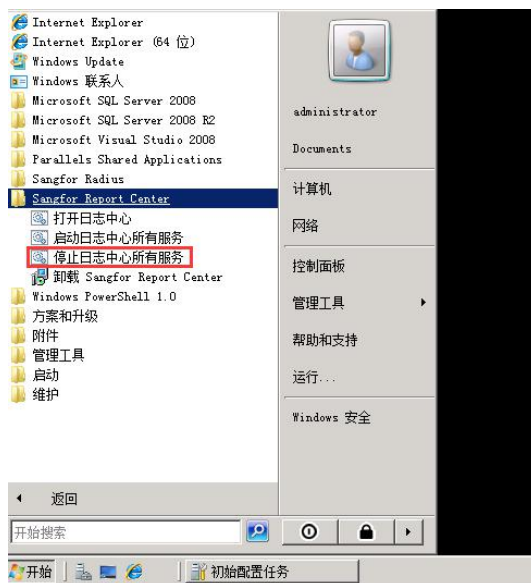 Internet Explorer
Internet Explorer (64 位)
Windows Update
Windows 联系人
Microsoft SQL Server 2008
Microsoft SQL Server 2008 R2
Microsoft Visual Studio 2008
Parallels Shared Applications
Sangfor Radius
Sangfor Report Center
打开日志中心
启动日志中心所有服务
停止日志中心所有服务
卸载 Sangfor Report Center
Windows PowerShell 1.0
方案和升级
附件
管理工具
启动
维护
返回
开始搜索
administrator
Documents
计算机
网络
控制面板
管理工具
帮助和支持
运行...
Windows 安全
开始
初始配置任务